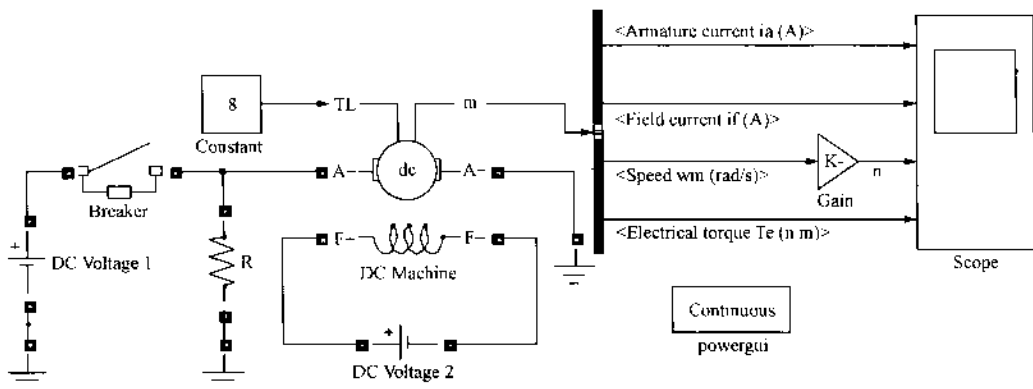 <Armature current ia (A)>
8
TL
m
<Field current if (A)>
Constant
K-
A-
dc
A-
<Speed wm (rad/s)>
n
Breaker
Gain
+
F+
F-
<Electrical torque Te (n m)>
DC Voltage 1
R
DC Machine
Scope
Continuous
+
powergui
DC Voltage 2